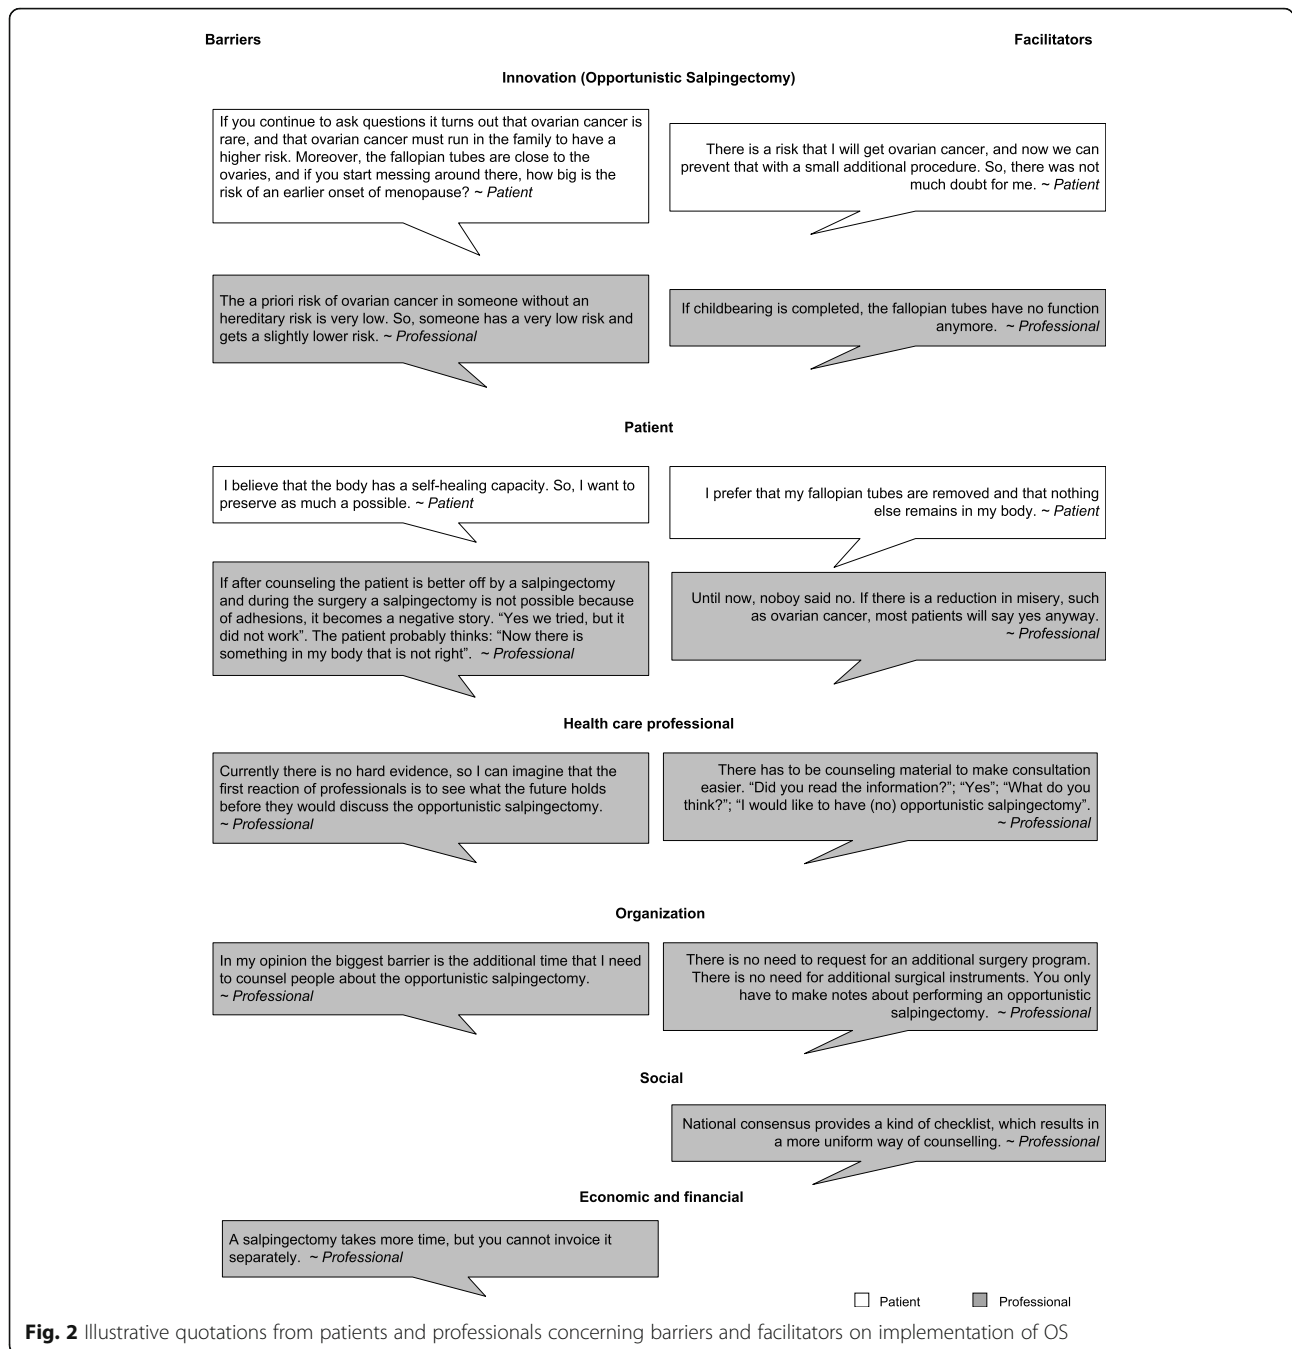 Barriers
Facilitators
Innovation (Opportunistic Salpingectomy)
If you continue to ask questions it turns out that ovarian cancer is
rare, and that ovarian cancer must run in the family to have a
higher risk. Moreover, the fallopian tubes are close to the
ovaries, and if you start messing around there, how big is the
risk of an earlier onset of menopause? ~ Patient
There is a risk that I will get ovarian cancer, and now we can
prevent that with a small additional procedure. So, there was not
much doubt for me. ~ Patient
The a priori risk of ovarian cancer in someone without an
hereditary risk is very low. So, someone has a very low risk and
gets a slightly lower risk. ~ Professional
If childbearing is completed, the fallopian tubes have no function
anymore. ~ Professional
Patient
I believe that the body has a self-healing capacity. So, I want to
preserve as much a possible. ~ Patient
I prefer that my fallopian tubes are removed and that nothing
else remains in my body. ~ Patient
If after counseling the patient is better off by a salpingectomy
and during the surgery a salpingectomy is not possible because
of adhesions, it becomes a negative story. “Yes we tried, but it
did not work”. The patient probably thinks: “Now there is
something in my body that is not right”. ~ Professional
Until now, noboy said no. If there is a reduction in misery, such
as ovarian cancer, most patients will say yes anyway.
~ Professional
Health care professional
Currently there is no hard evidence, so I can imagine that the
first reaction of professionals is to see what the future holds
before they would discuss the opportunistic salpingectomy.
~ Professional
There has to be counseling material to make consultation
easier. “Did you read the information?”; “Yes”; “What do you
think?”; “I would like to have (no) opportunistic salpingectomy”.
~ Professional
Organization
In my opinion the biggest barrier is the additional time that I need
to counsel people about the opportunistic salpingectomy.
~ Professional
There is no need to request for an additional surgery program.
There is no need for additional surgical instruments. You only
have to make notes about performing an opportunistic
salpingectomy. ~ Professional
Social
National consensus provides a kind of checklist, which results in
a more uniform way of counselling. ~ Professional
Economic and financial
A salpingectomy takes more time, but you cannot invoice it
separately. ~ Professional
Patient
Professional
Fig. 2 Illustrative quotations from patients and professionals concerning barriers and facilitators on implementation of OS